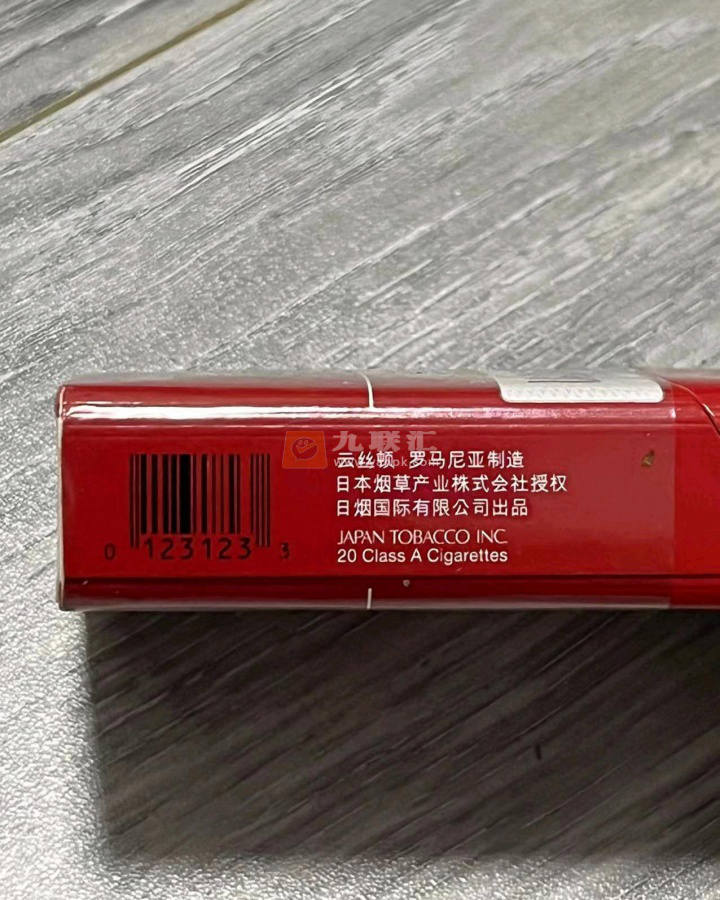 九联汇
云丝顿 罗马尼亚制造
日本烟草产业株式会社授权
日烟国际有限公司出品
JAPAN TOBACCO INC
20 Class A Cigarettes
0 123123 3